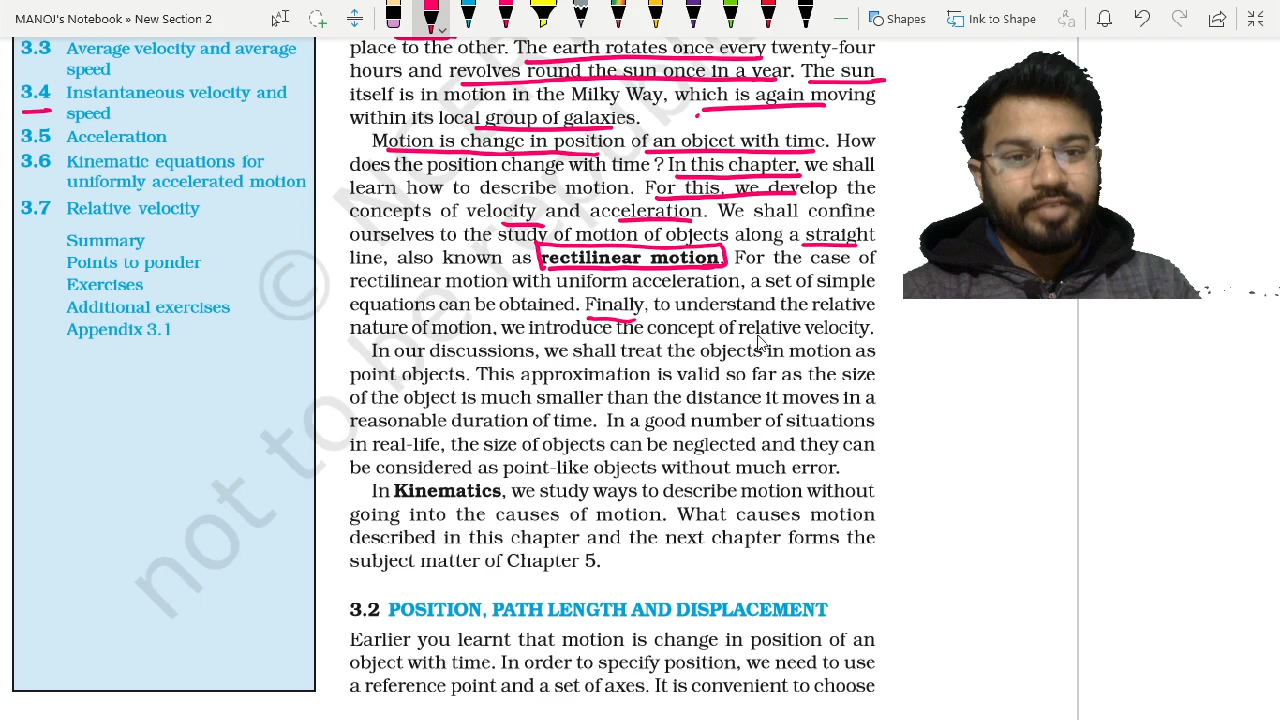 MANOJ's Notebook » New Section 2
Shapes
Ink to Shape
3.3 Average velocity and average
speed
3.4 Instantaneous velocity and
speed
3.5 Acceleration
3.6 Kinematic equations for
uniformly accelerated motion
3.7 Relative velocity
Summary
Points to ponder
Exercises
Additional exercises
Appendix 3.1
place to the other. The earth rotates once every twenty-four
hours and revolves round the sun once in a year. The sun
itself is in motion in the Milky Way, which is again moving
within its local group of galaxies.
Motion is change in position of an object with time. How
does the position change with time ? In this chapter, we shall
learn how to describe motion. For this, we develop the
concepts of velocity and acceleration. We shall confine
ourselves to the study of motion of objects along a straight
line, also known as rectilinear motion. For the case of
rectilinear motion with uniform acceleration, a set of simple
equations can be obtained. Finally, to understand the relative
nature of motion, we introduce the concept of relative velocity.
In our discussions, we shall treat the objects in motion as
point objects. This approximation is valid so far as the size
of the object is much smaller than the distance it moves in a
reasonable duration of time. In a good number of situations
in real-life, the size of objects can be neglected and they can
be considered as point-like objects without much error.
In Kinematics, we study ways to describe motion without
going into the causes of motion. What causes motion
described in this chapter and the next chapter forms the
subject matter of Chapter 5.
3.2 POSITION, PATH LENGTH AND DISPLACEMENT
Earlier you learnt that motion is change in position of an
object with time. In order to specify position, we need to use
a reference point and a set of axes. It is convenient to choose
© NCER
not to be republi